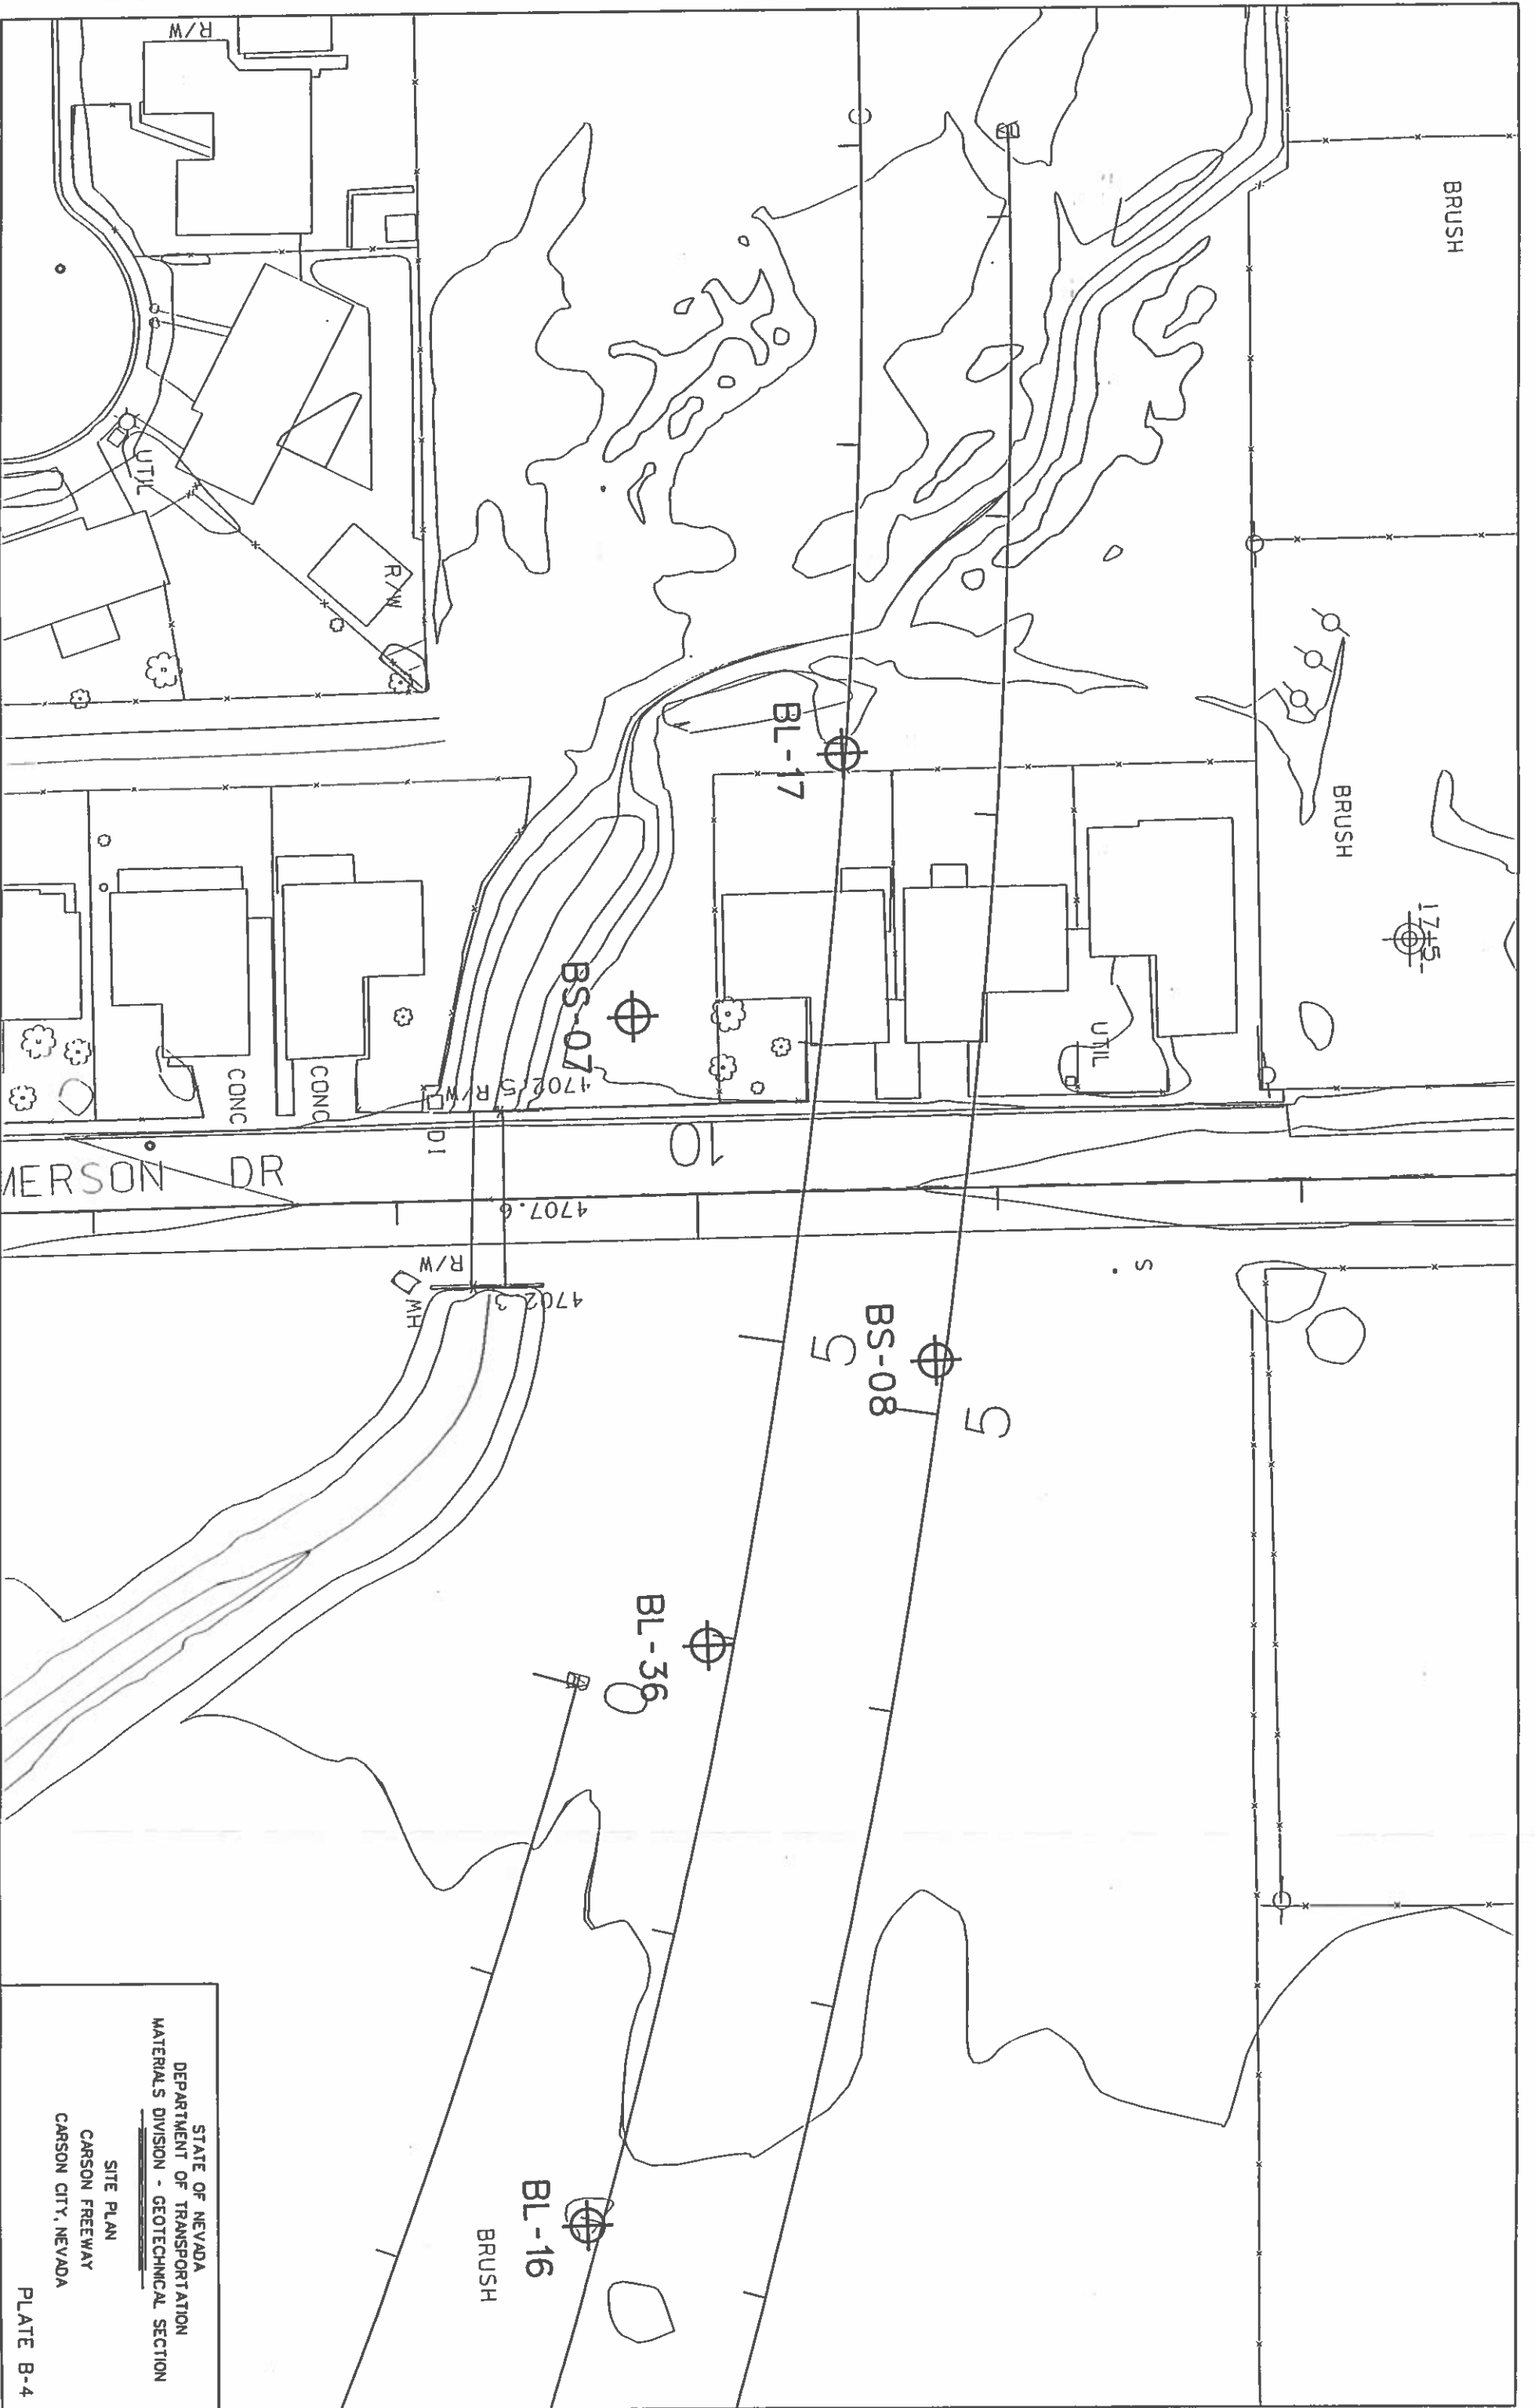 R/W
BRUSH
UTIL
R/W
BRUSH
BL-17
17+5-
BS-07
UTIL
CONC
CONC
R/W
4702.5
DI
10
MERSON DR
4707.6
R/W
MH
4702.3
S
5
BS-08
5
BL-36
BL-16
BRUSH
STATE OF NEVADA
DEPARTMENT OF TRANSPORTATION
MATERIALS DIVISION - GEOTECHNICAL SECTION
SITE PLAN
CARSON FREEWAY
CARSON CITY, NEVADA
PLATE B-4